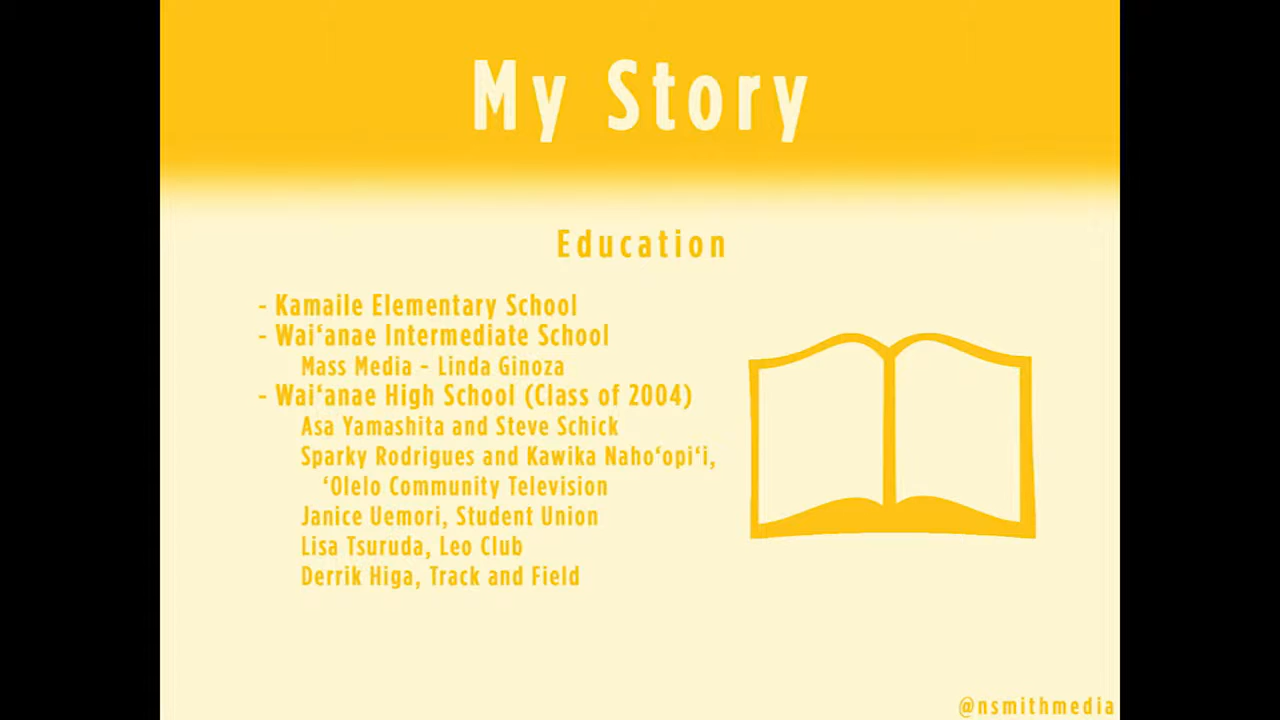 My Story
Education
- Kamaile Elementary School
- Wai‘anae Intermediate School
Mass Media - Linda Ginoza
- Wai‘anae High School (Class of 2004)
Asa Yamashita and Steve Schick
Sparky Rodrigues and Kawika Naho‘opi‘i,
‘Olelo Community Television
Janice Uemori, Student Union
Lisa Tsuruda, Leo Club
Derrik Higa, Track and Field
@nsmithmedia